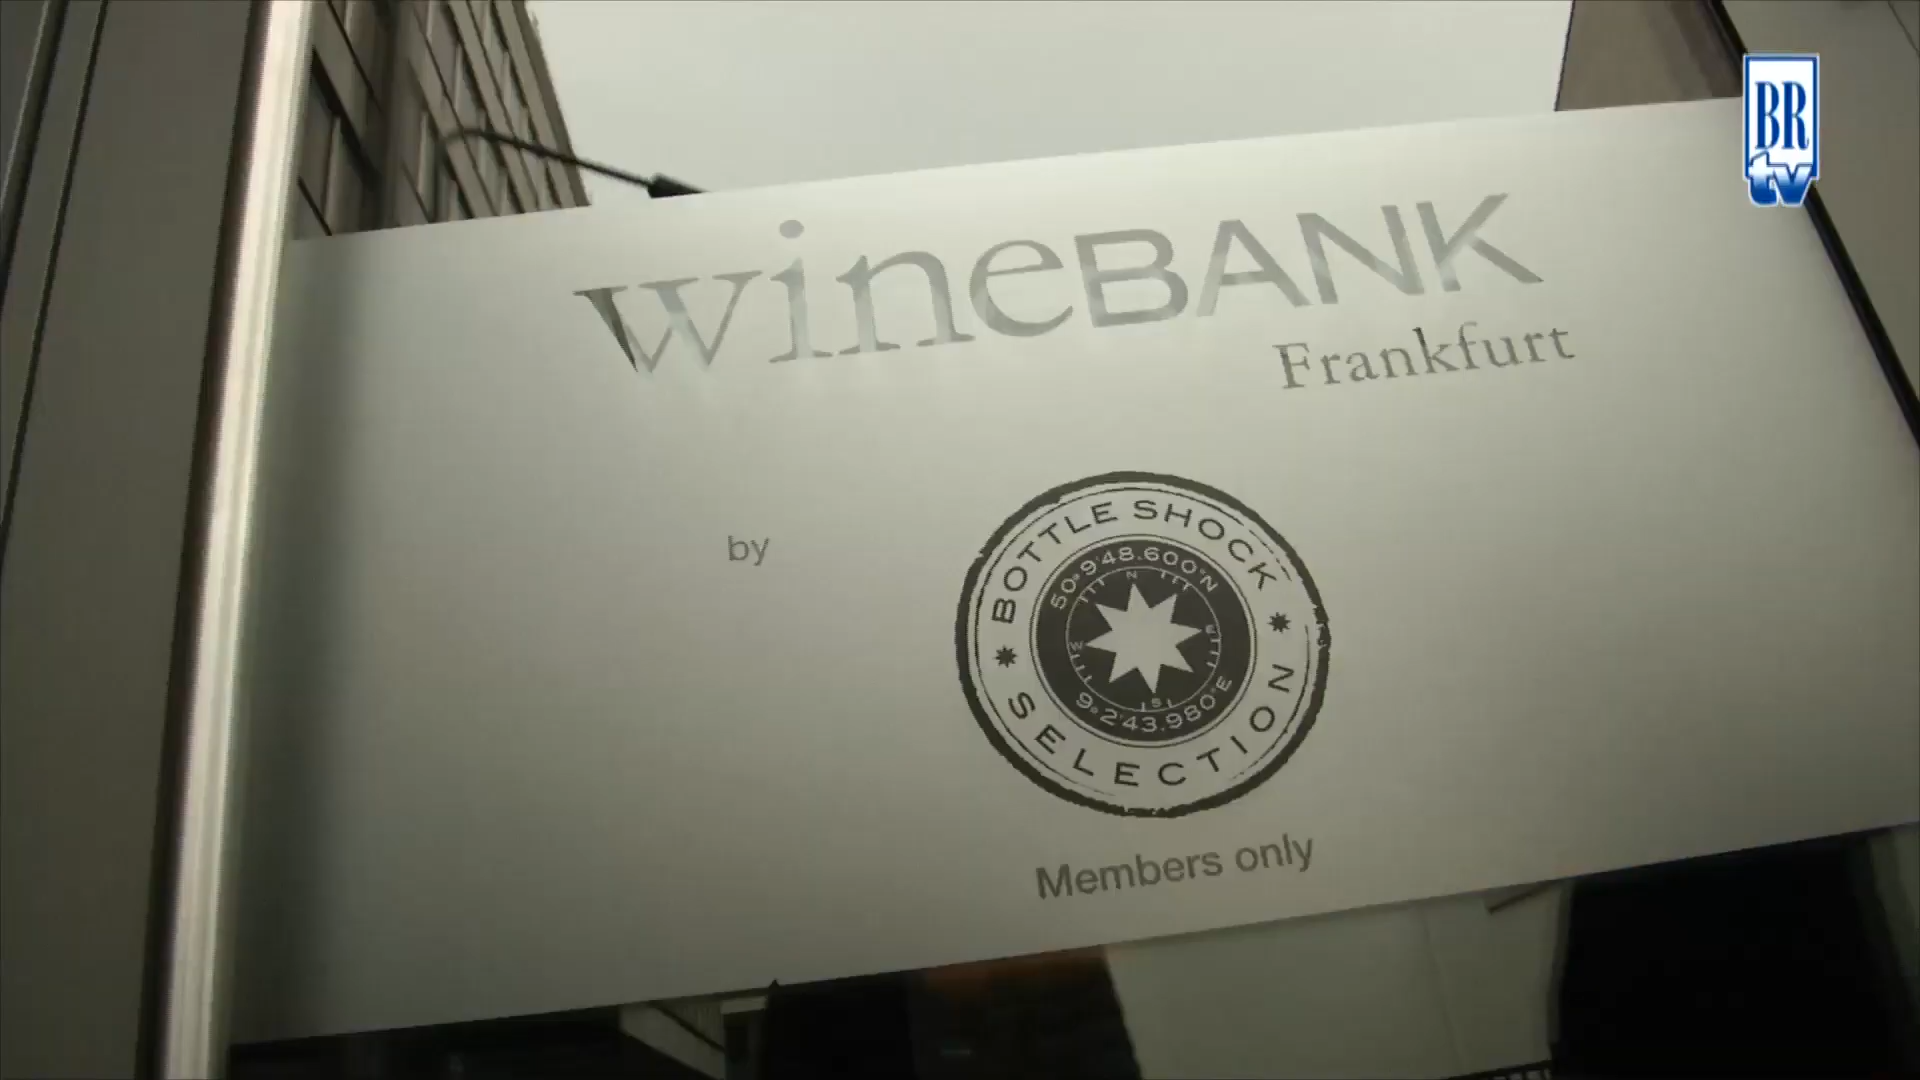 BR
tv
wineBANK
Frankfurt
by
BOTTLE SHOCK
50°9'48.600"N
N
W
E
S
9°2'43.980"E
SELECTION
Members only